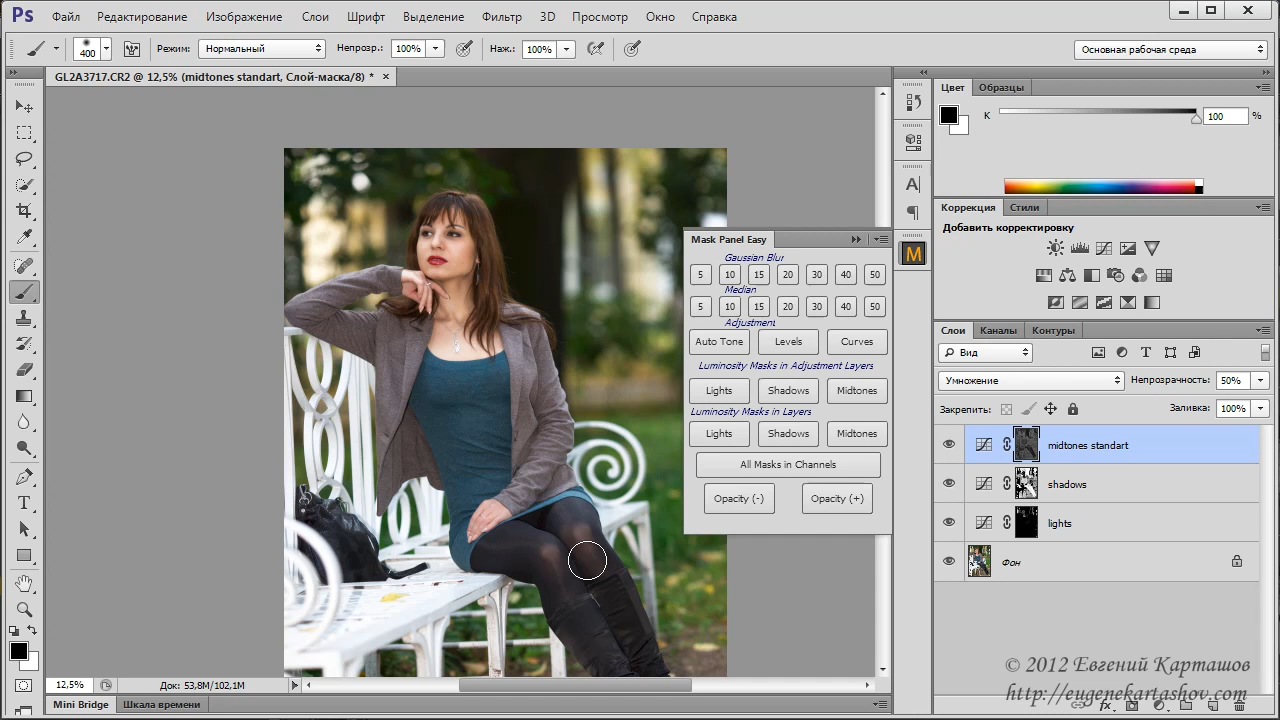 Ps Файл Редактирование Изображение Слои Шрифт Выделение Фильтр 3D Просмотр Окно Справка
400 Режим: Нормальный Непрозр.: 100% Наж.: 100% Основная рабочая среда
GL2A3717.CR2 @ 12,5% (midtones standart, Слой-маска/8) * ×
Цвет Образцы
K 100 %
Коррекция Стили
Добавить корректировку
Mask Panel Easy
Gaussian Blur
5 10 15 20 30 40 50
Median
5 10 15 20 30 40 50
Adjustment
Auto Tone Levels Curves
Luminosity Masks in Adjustment Layers
Lights Shadows Midtones
Luminosity Masks in Layers
Lights Shadows Midtones
All Masks in Channels
Opacity (-) Opacity (+)
A
M
Слои Каналы Контуры
Вид
Умножение Непрозрачность: 50%
Закрепить: Заливка: 100%
midtones standart
shadows
lights
Фон
T
12,5% Док: 53,8M/102,1M
Mini Bridge Шкала времени
© 2012 Евгений Карташов
http://eugenekartashov.com